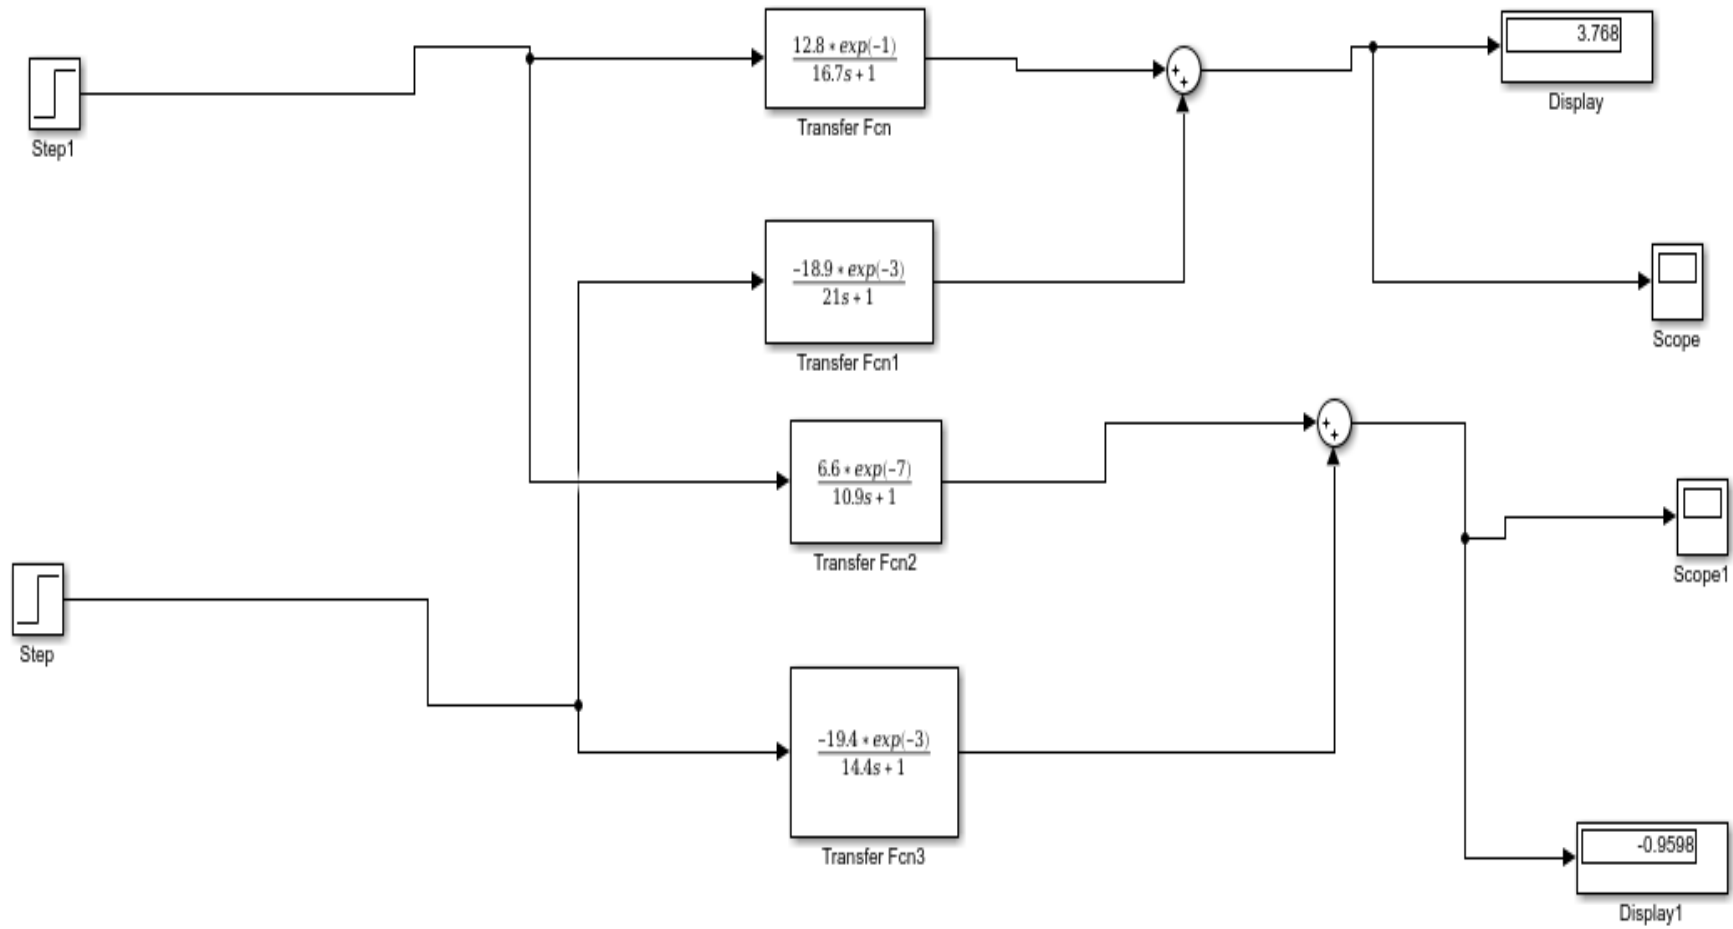 12.8 * exp(−1)
16.7s + 1
Transfer Fcn
3.768
Display
Step1
−18.9 * exp(−3)
21s + 1
Transfer Fcn1
Scope
6.6 * exp(−7)
10.9s + 1
Transfer Fcn2
Scope1
Step
−19.4 * exp(−3)
14.4s + 1
Transfer Fcn3
-0.9598
Display1